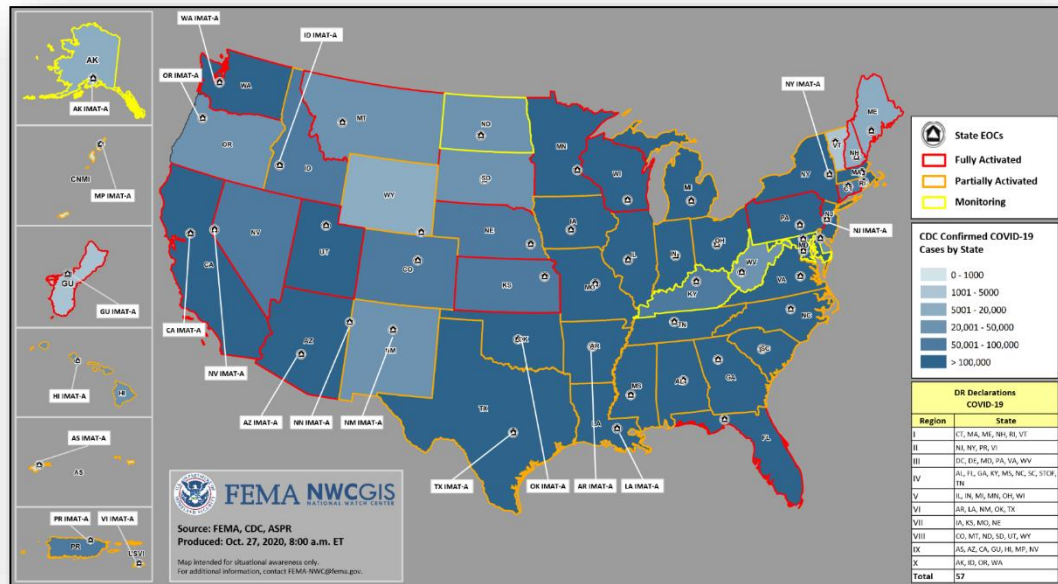 WA IMAT-A
ID IMAT-A
OR IMAT-A
NY IMAT-A
AK
AK IMAT-A
CNMI
MP IMAT-A
GU
GU IMAT-A
HI
HI IMAT-A
AS IMAT-A
AS
PR IMAT-A
VI IMAT-A
PR
USVI
WA
OR
ID
MT
ND
SD
WY
NE
NV
UT
CO
KS
CA
AZ
NM
OK
TX
MN
WI
MI
IA
IL
IN
OH
MO
AR
LA
MS
AL
GA
FL
TN
KY
WV
VA
NC
SC
PA
NY
VT
NH
ME
MA
RI
CT
NJ
MD
NJ IMAT-A
CA IMAT-A
NV IMAT-A
AZ IMAT-A
NN IMAT-A
NM IMAT-A
TX IMAT-A
OK IMAT-A
AR IMAT-A
LA IMAT-A
FEMA NWCGIS
NATIONAL WATCH CENTER
Source: FEMA, CDC, ASPR
Produced: Oct. 27, 2020, 8:00 a.m. ET
Map intended for situational awareness only.
For additional information, contact FEMA-NWC@fema.gov.
State EOCs
Fully Activated
Partially Activated
Monitoring
CDC Confirmed COVID-19
Cases by State
0 - 1000
1001 - 5000
5001 - 20,000
20,001 - 50,000
50,001 - 100,000
> 100,000
DR Declarations
COVID-19
Region State
I CT, MA, ME, NH, RI, VT
II NJ, NY, PR, VI
III DC, DE, MD, PA, VA, WV
IV AL, FL, GA, KY, MS, NC, SC, STOF,
TN
V IL, IN, MI, MN, OH, WI
VI AR, LA, NM, OK, TX
VII IA, KS, MO, NE
VIII CO, MT, ND, SD, UT, WY
IX AS, AZ, CA, GU, HI, MP, NV
X AK, ID, OR, WA
Total 57